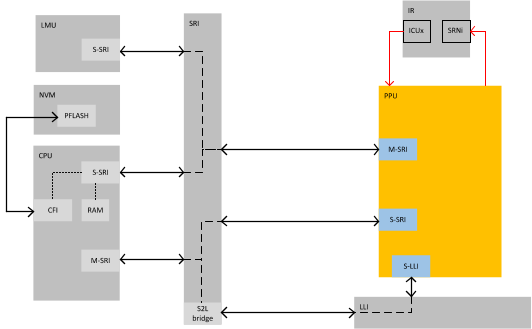 LMU
S-SRI
NVM
PFLASH
CPU
S-SRI
CFI
RAM
M-SRI
SRI
S2L
bridge
IR
ICUx
SRNi
PPU
M-SRI
S-SRI
S-LLI
LLI